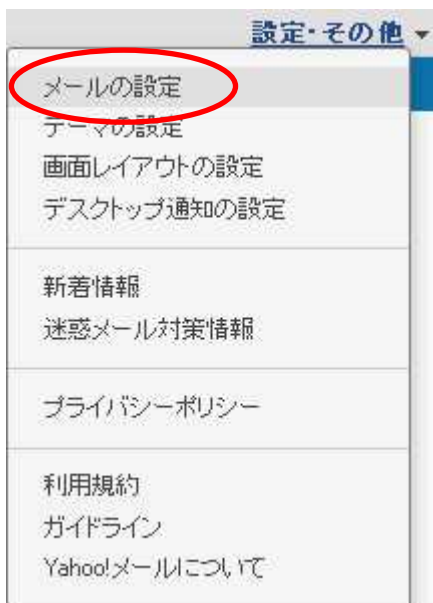 設定・その他
メールの設定
テーマの設定
画面レイアウトの設定
デスクトップ通知の設定
新着情報
迷惑メール対策情報
プライバシーポリシー
利用規約
ガイドライン
Yahoo!メールについて